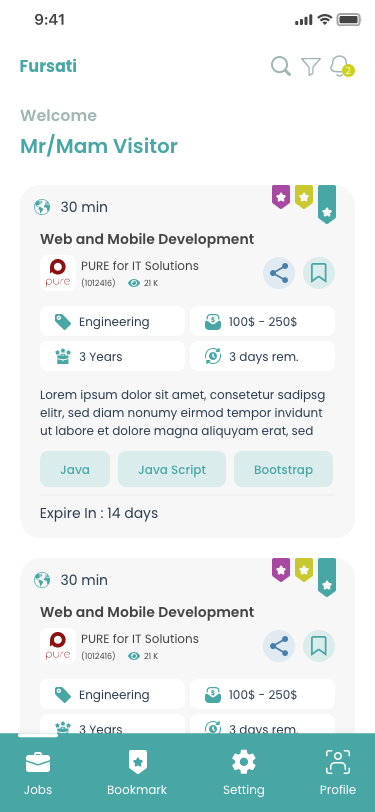 9:41
Fursati
2
Welcome
Mr/Mam Visitor
30 min
Web and Mobile Development
pure
PURE for IT Solutions
(1012416) 21 K
Engineering
100$ - 250$
3 Years
3 days rem.
Lorem ipsum dolor sit amet, consetetur sadipsg
elitr, sed diam nonumy eirmod tempor invidunt
ut labore et dolore magna aliquyam erat, sed
Java
Java Script
Bootstrap
Expire In : 14 days
30 min
Web and Mobile Development
pure
PURE for IT Solutions
(1012416) 21 K
Engineering
100$ - 250$
3 Years
3 days rem.
Jobs
Bookmark
Setting
Profile